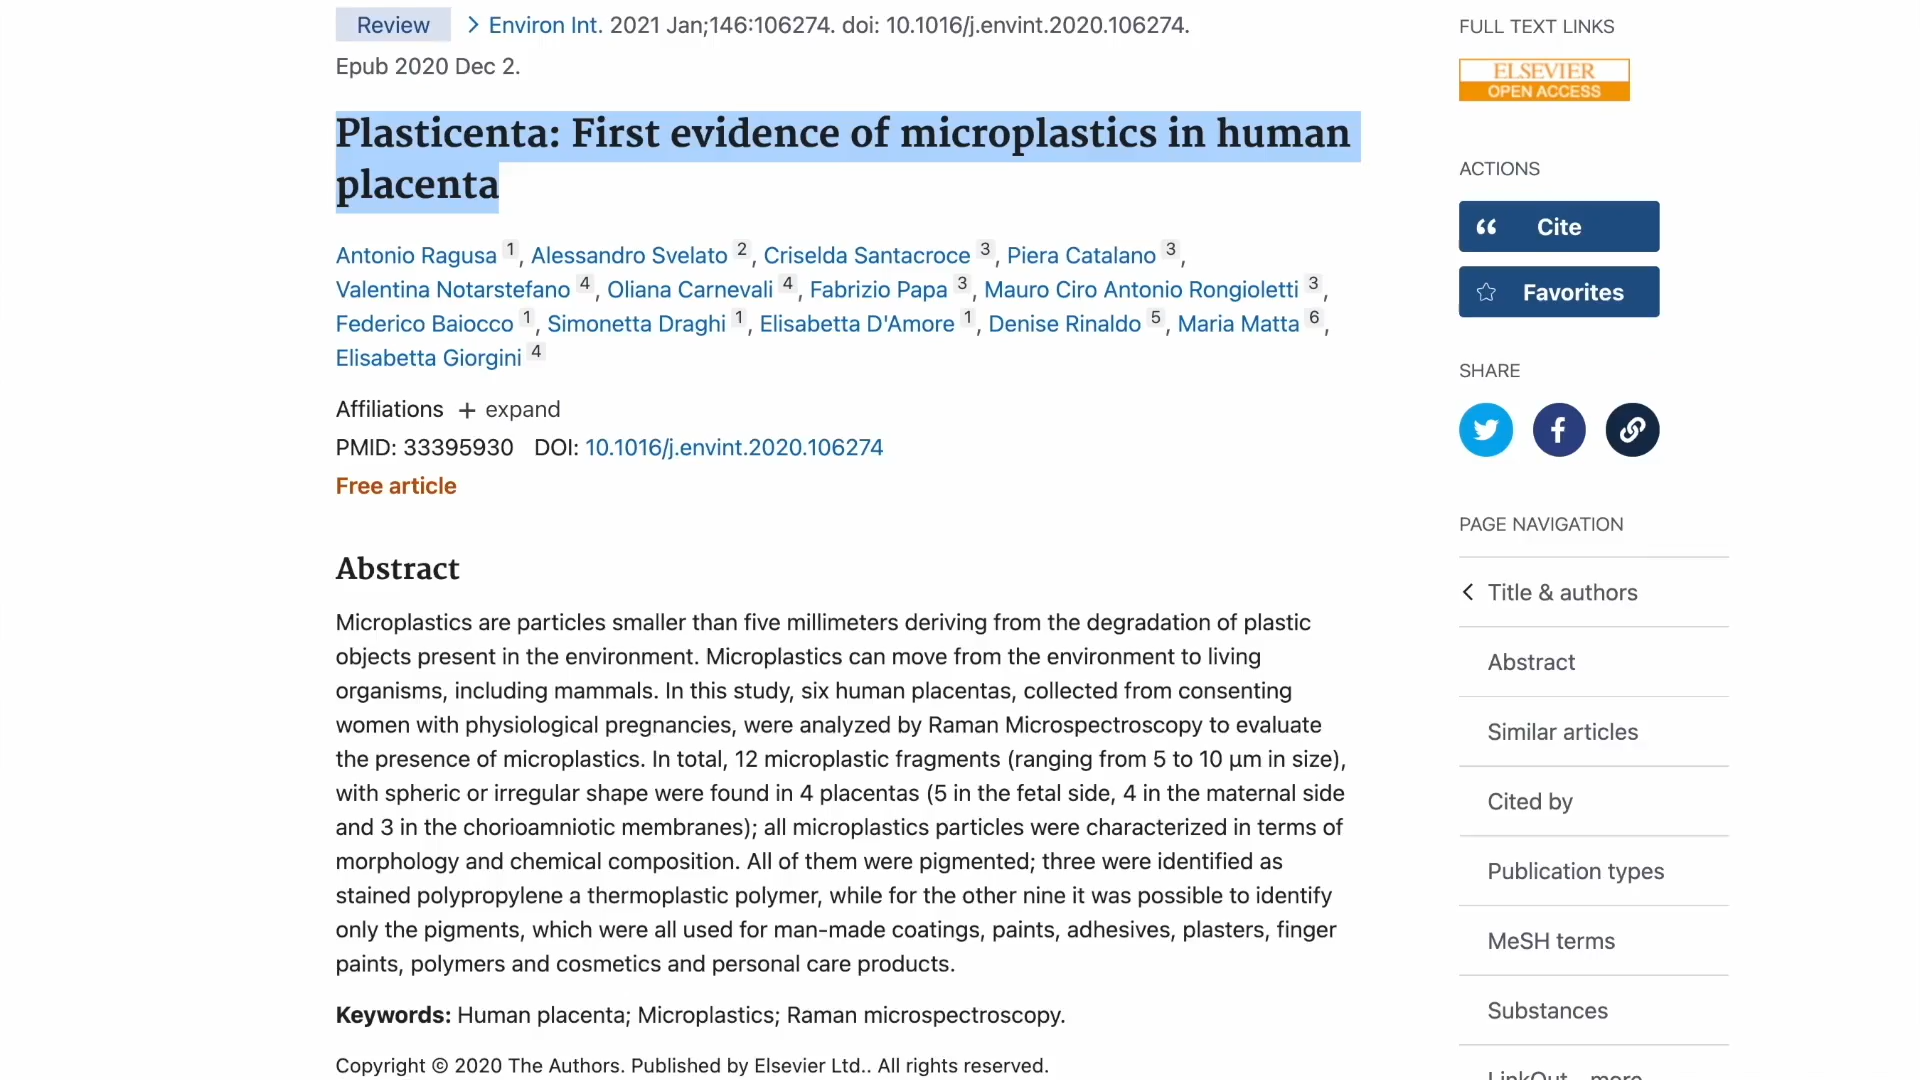 Review > Environ Int. 2021 Jan;146:106274. doi: 10.1016/j.envint.2020.106274.
Epub 2020 Dec 2.
Plasticenta: First evidence of microplastics in human
placenta
Antonio Ragusa 1, Alessandro Svelato 2, Criselda Santacroce 3, Piera Catalano 3,
Valentina Notarstefano 4, Oliana Carnevali 4, Fabrizio Papa 3, Mauro Ciro Antonio Rongioletti 3,
Federico Baiocco 1, Simonetta Draghi 1, Elisabetta D'Amore 1, Denise Rinaldo 5, Maria Matta 6,
Elisabetta Giorgini 4
Affiliations + expand
PMID: 33395930 DOI: 10.1016/j.envint.2020.106274
Free article
Abstract
Microplastics are particles smaller than five millimeters deriving from the degradation of plastic
objects present in the environment. Microplastics can move from the environment to living
organisms, including mammals. In this study, six human placentas, collected from consenting
women with physiological pregnancies, were analyzed by Raman Microspectroscopy to evaluate
the presence of microplastics. In total, 12 microplastic fragments (ranging from 5 to 10 μm in size),
with spheric or irregular shape were found in 4 placentas (5 in the fetal side, 4 in the maternal side
and 3 in the chorioamniotic membranes); all microplastics particles were characterized in terms of
morphology and chemical composition. All of them were pigmented; three were identified as
stained polypropylene a thermoplastic polymer, while for the other nine it was possible to identify
only the pigments, which were all used for man-made coatings, paints, adhesives, plasters, finger
paints, polymers and cosmetics and personal care products.
Keywords: Human placenta; Microplastics; Raman microspectroscopy.
Copyright © 2020 The Authors. Published by Elsevier Ltd.. All rights reserved.
FULL TEXT LINKS
ELSEVIER
OPEN ACCESS
ACTIONS
Cite
Favorites
SHARE
PAGE NAVIGATION
Title & authors
Abstract
Similar articles
Cited by
Publication types
MeSH terms
Substances